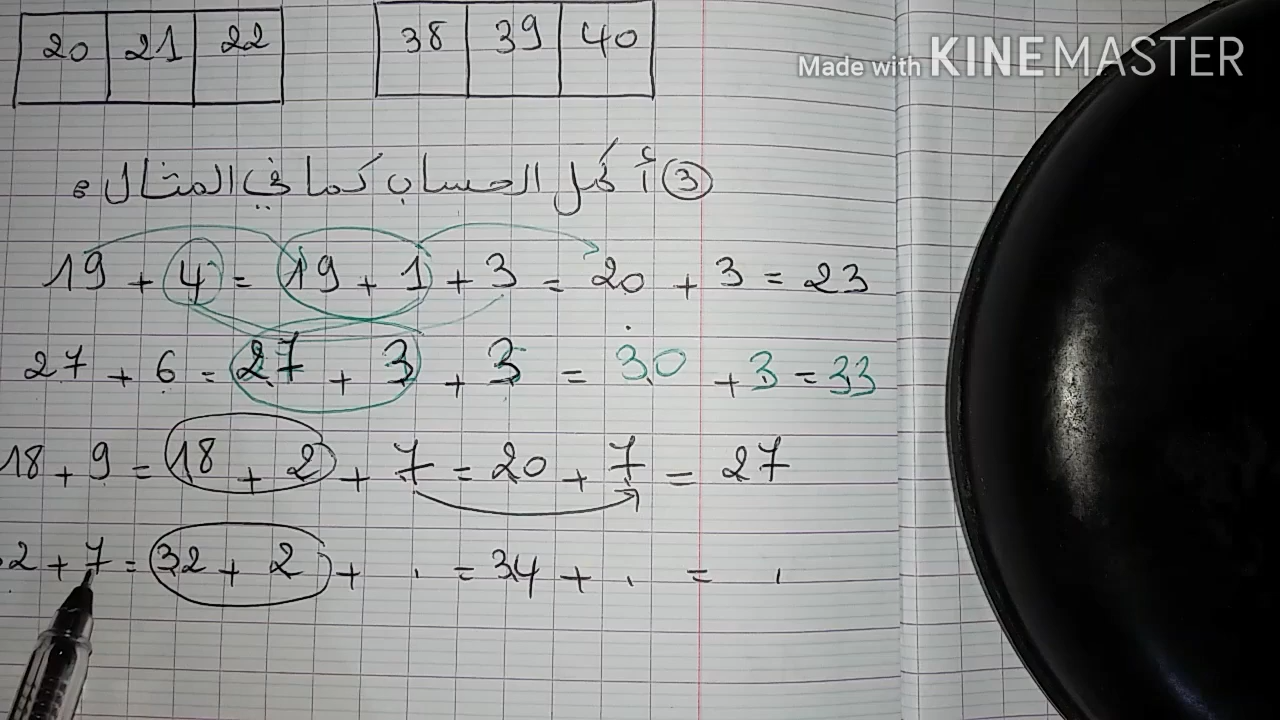 20 21 22 38 39 40
Made with KINEMASTER
③ أكمل الحساب كما في المثال :
19 + 4 = 19 + 1 + 3 = 20 + 3 = 23
27 + 6 = 27 + 3 + 3 = 30 + 3 = 33
18 + 9 = 18 + 2 + 7 = 20 + 7 = 27
2 + 7 = 32 + 2 + . = 34 + . = .